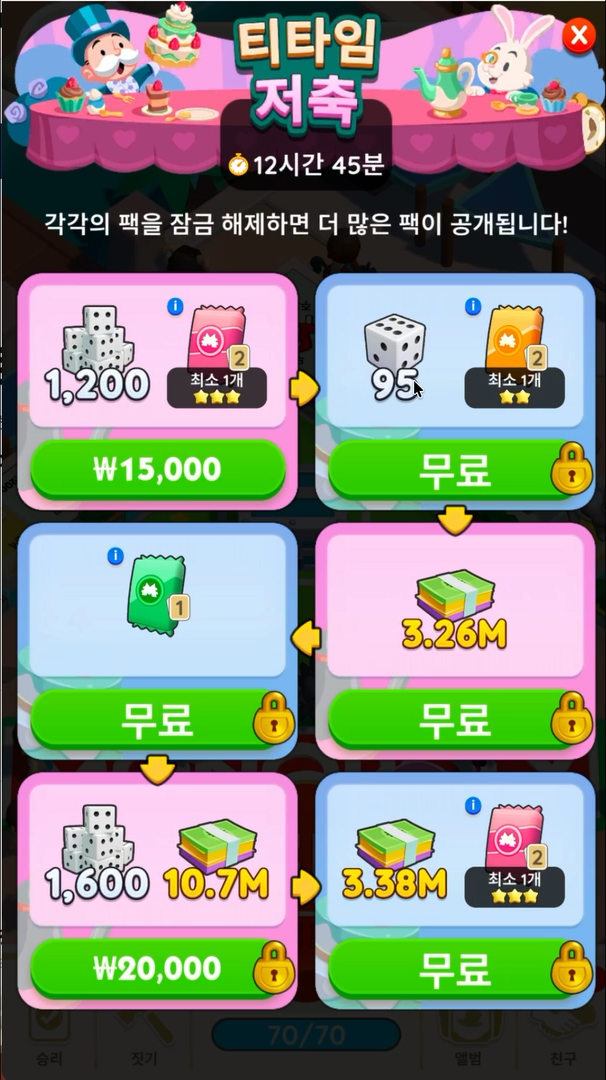 티타임
저축
12시간 45분
각각의 팩을 잠금 해제하면 더 많은 팩이 공개됩니다!
i
2
1,200
최소 1개
₩15,000
i
2
95
최소 1개
무료
i
1
무료
3.26M
무료
1,600
10.7M
₩20,000
i
2
3.38M
최소 1개
무료
70/70
승리
짓기
앨범
친구